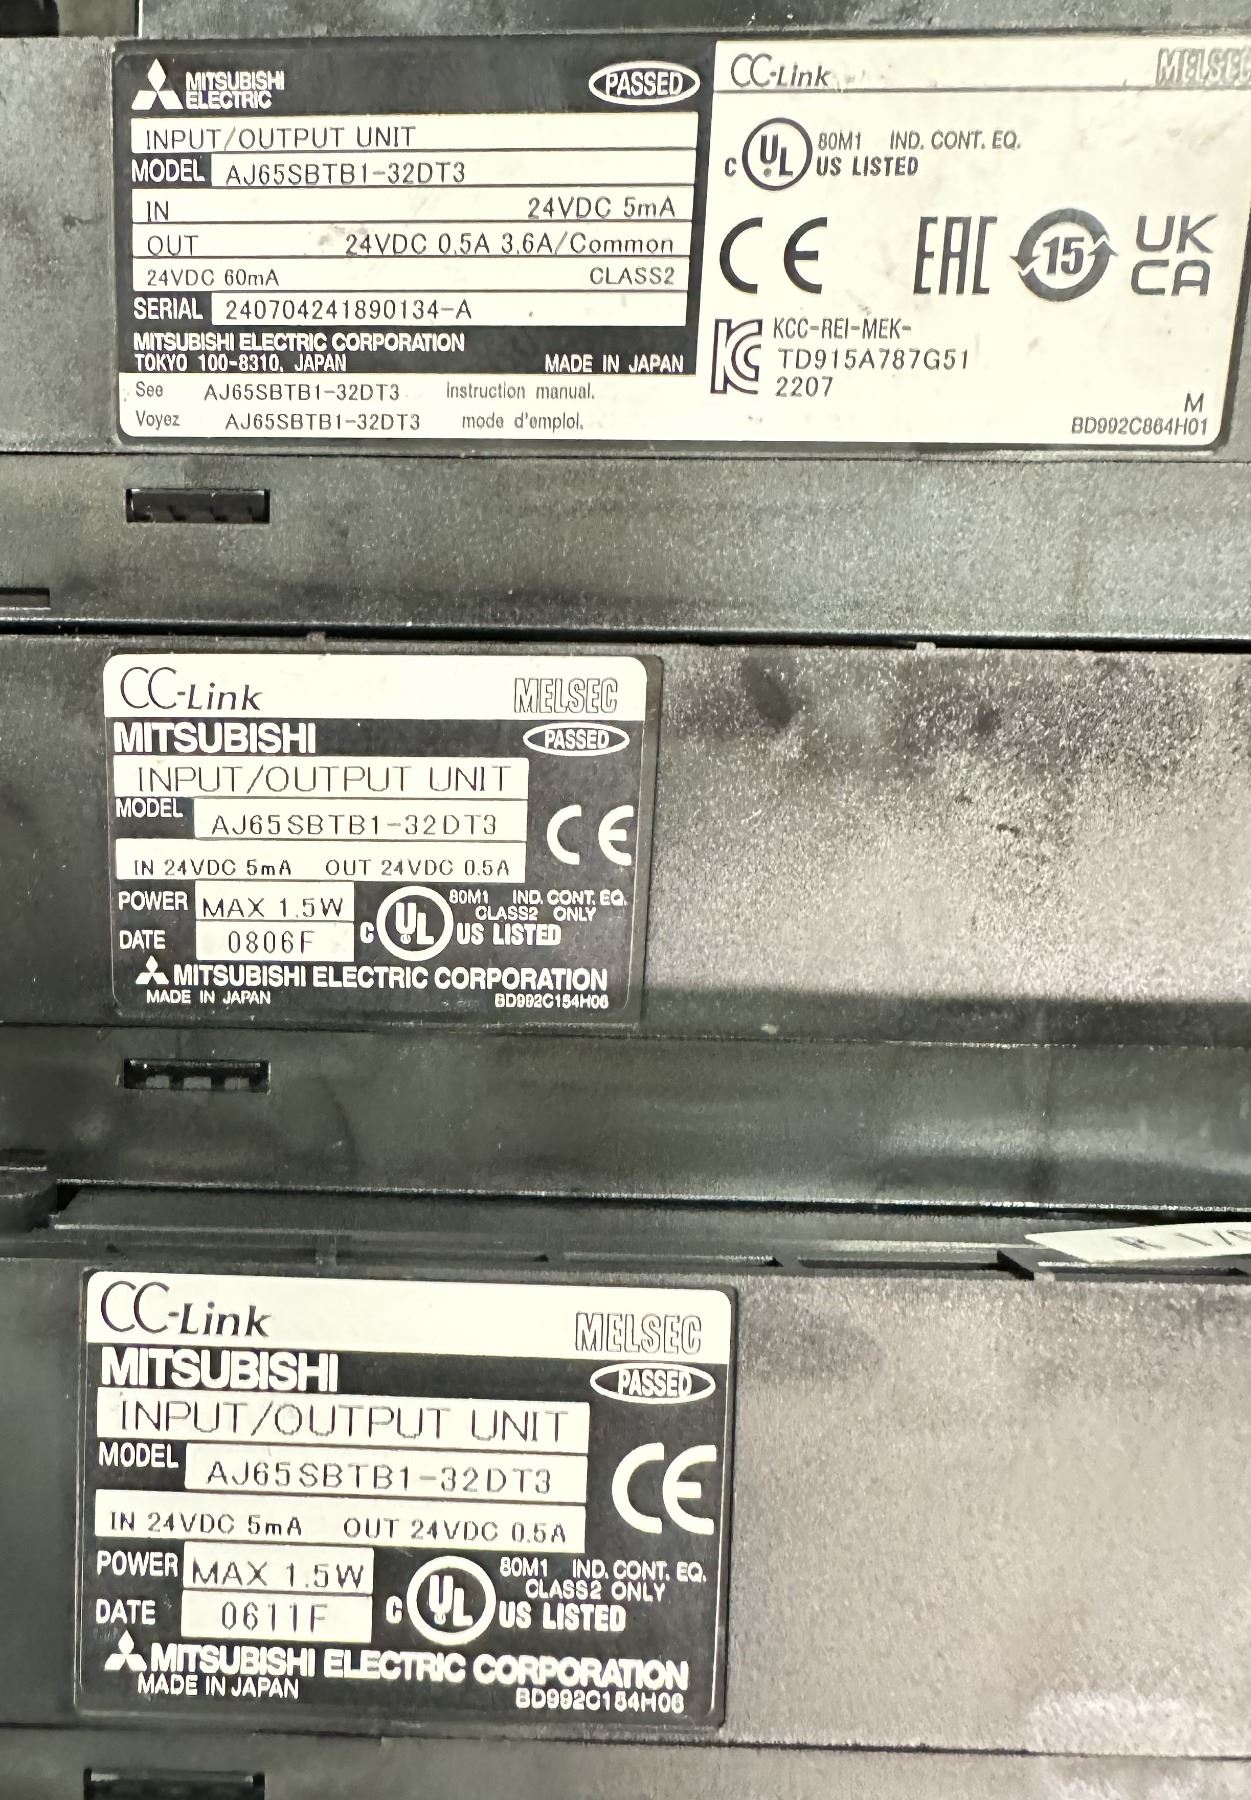 MITSUBISHI
ELECTRIC
PASSED
INPUT/OUTPUT UNIT
MODEL AJ65SBTB1-32DT3
IN 24VDC 5mA
OUT 24VDC 0.5A 3.6A/Common
24VDC 60mA CLASS2
SERIAL 240704241890134-A
MITSUBISHI ELECTRIC CORPORATION
TOKYO 100-8310, JAPAN MADE IN JAPAN
See AJ65SBTB1-32DT3 instruction manual.
Voyez AJ65SBTB1-32DT3 mode d'emploi.
CC-Link MELSEC
C UL US LISTED 80M1 IND. CONT. EQ.
CE EAC 15 UK CA
KCC-REI-MEK-
TD915A787G51
2207
M
BD992C864H01
CC-Link MELSEC
MITSUBISHI PASSED
INPUT/OUTPUT UNIT
MODEL AJ65SBTB1-32DT3 CE
IN 24VDC 5mA OUT 24VDC 0.5A
POWER MAX 1.5W 80M1 IND. CONT. EQ.
CLASS2 ONLY
DATE 0806F C UL US LISTED
MITSUBISHI ELECTRIC CORPORATION
MADE IN JAPAN BD992C154H06
R 1/
CC-Link MELSEC
MITSUBISHI PASSED
INPUT/OUTPUT UNIT
MODEL AJ65SBTB1-32DT3 CE
IN 24VDC 5mA OUT 24VDC 0.5A
POWER MAX 1.5W 80M1 IND. CONT. EQ.
CLASS2 ONLY
DATE 0611F C UL US LISTED
MITSUBISHI ELECTRIC CORPORATION
MADE IN JAPAN BD992C154H06